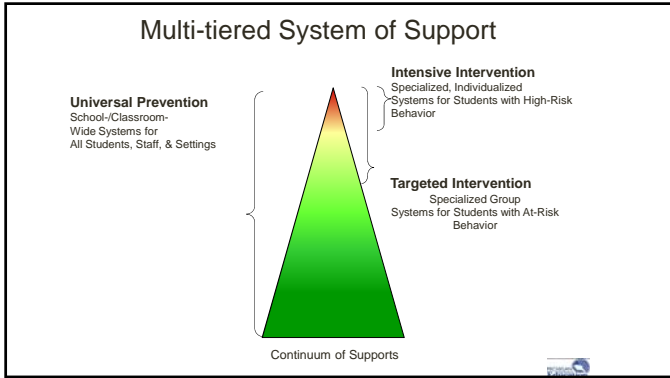 Multi-tiered System of Support
Universal Prevention
School-/Classroom-
Wide Systems for
All Students, Staff, & Settings
Intensive Intervention
Specialized, Individualized
Systems for Students with High-Risk
Behavior
Targeted Intervention
Specialized Group
Systems for Students with At-Risk
Behavior
Continuum of Supports
Education